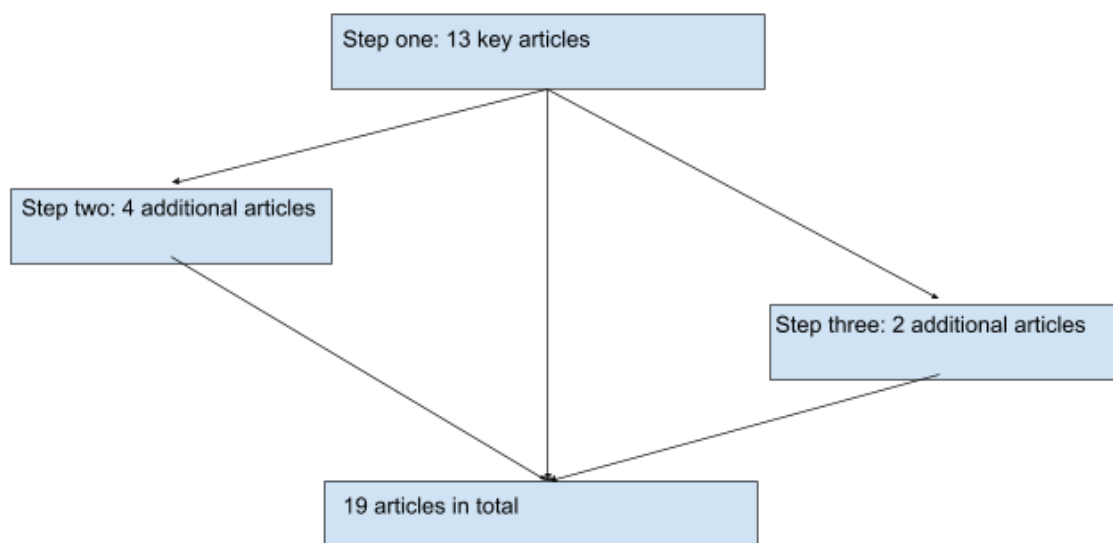 Step one: 13 key articles
Step two: 4 additional articles
Step three: 2 additional articles
19 articles in total